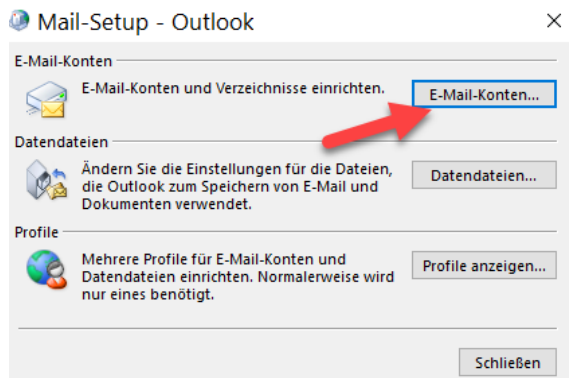 Mail-Setup - Outlook
E-Mail-Konten
E-Mail-Konten und Verzeichnisse einrichten.
E-Mail-Konten...
Datendateien
Ändern Sie die Einstellungen für die Dateien,
die Outlook zum Speichern von E-Mail und
Dokumenten verwendet.
Datendateien...
Profile
Mehrere Profile für E-Mail-Konten und
Datendateien einrichten. Normalerweise wird
nur eines benötigt.
Profile anzeigen...
Schließen